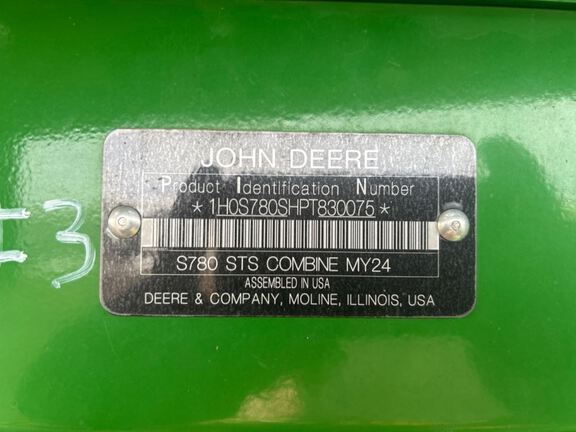 JOHN DEERE
Product Identification Number
*1H0S780SHPT830075*
S780 STS COMBINE MY24
ASSEMBLED IN USA
DEERE & COMPANY, MOLINE, ILLINOIS, USA